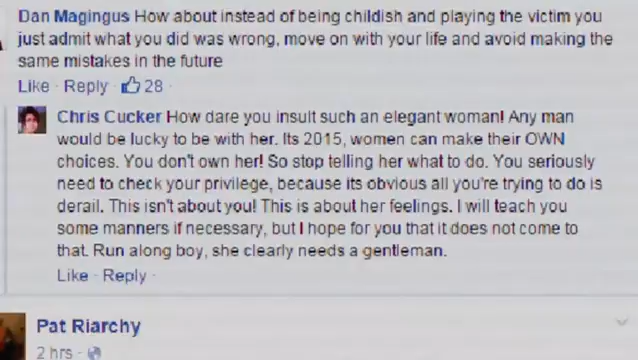 Dan Magingus How about instead of being childish and playing the victim you
just admit what you did was wrong, move on with your life and avoid making the
same mistakes in the future
Like · Reply · 28 ·
Chris Cucker How dare you insult such an elegant woman! Any man
would be lucky to be with her. Its 2015, women can make their OWN
choices. You don't own her! So stop telling her what to do. You seriously
need to check your privilege, because its obvious all you're trying to do is
derail. This isn't about you! This is about her feelings. I will teach you
some manners if necessary, but I hope for you that it does not come to
that. Run along boy, she clearly needs a gentleman.
Like · Reply ·
Pat Riarchy
2 hrs ·